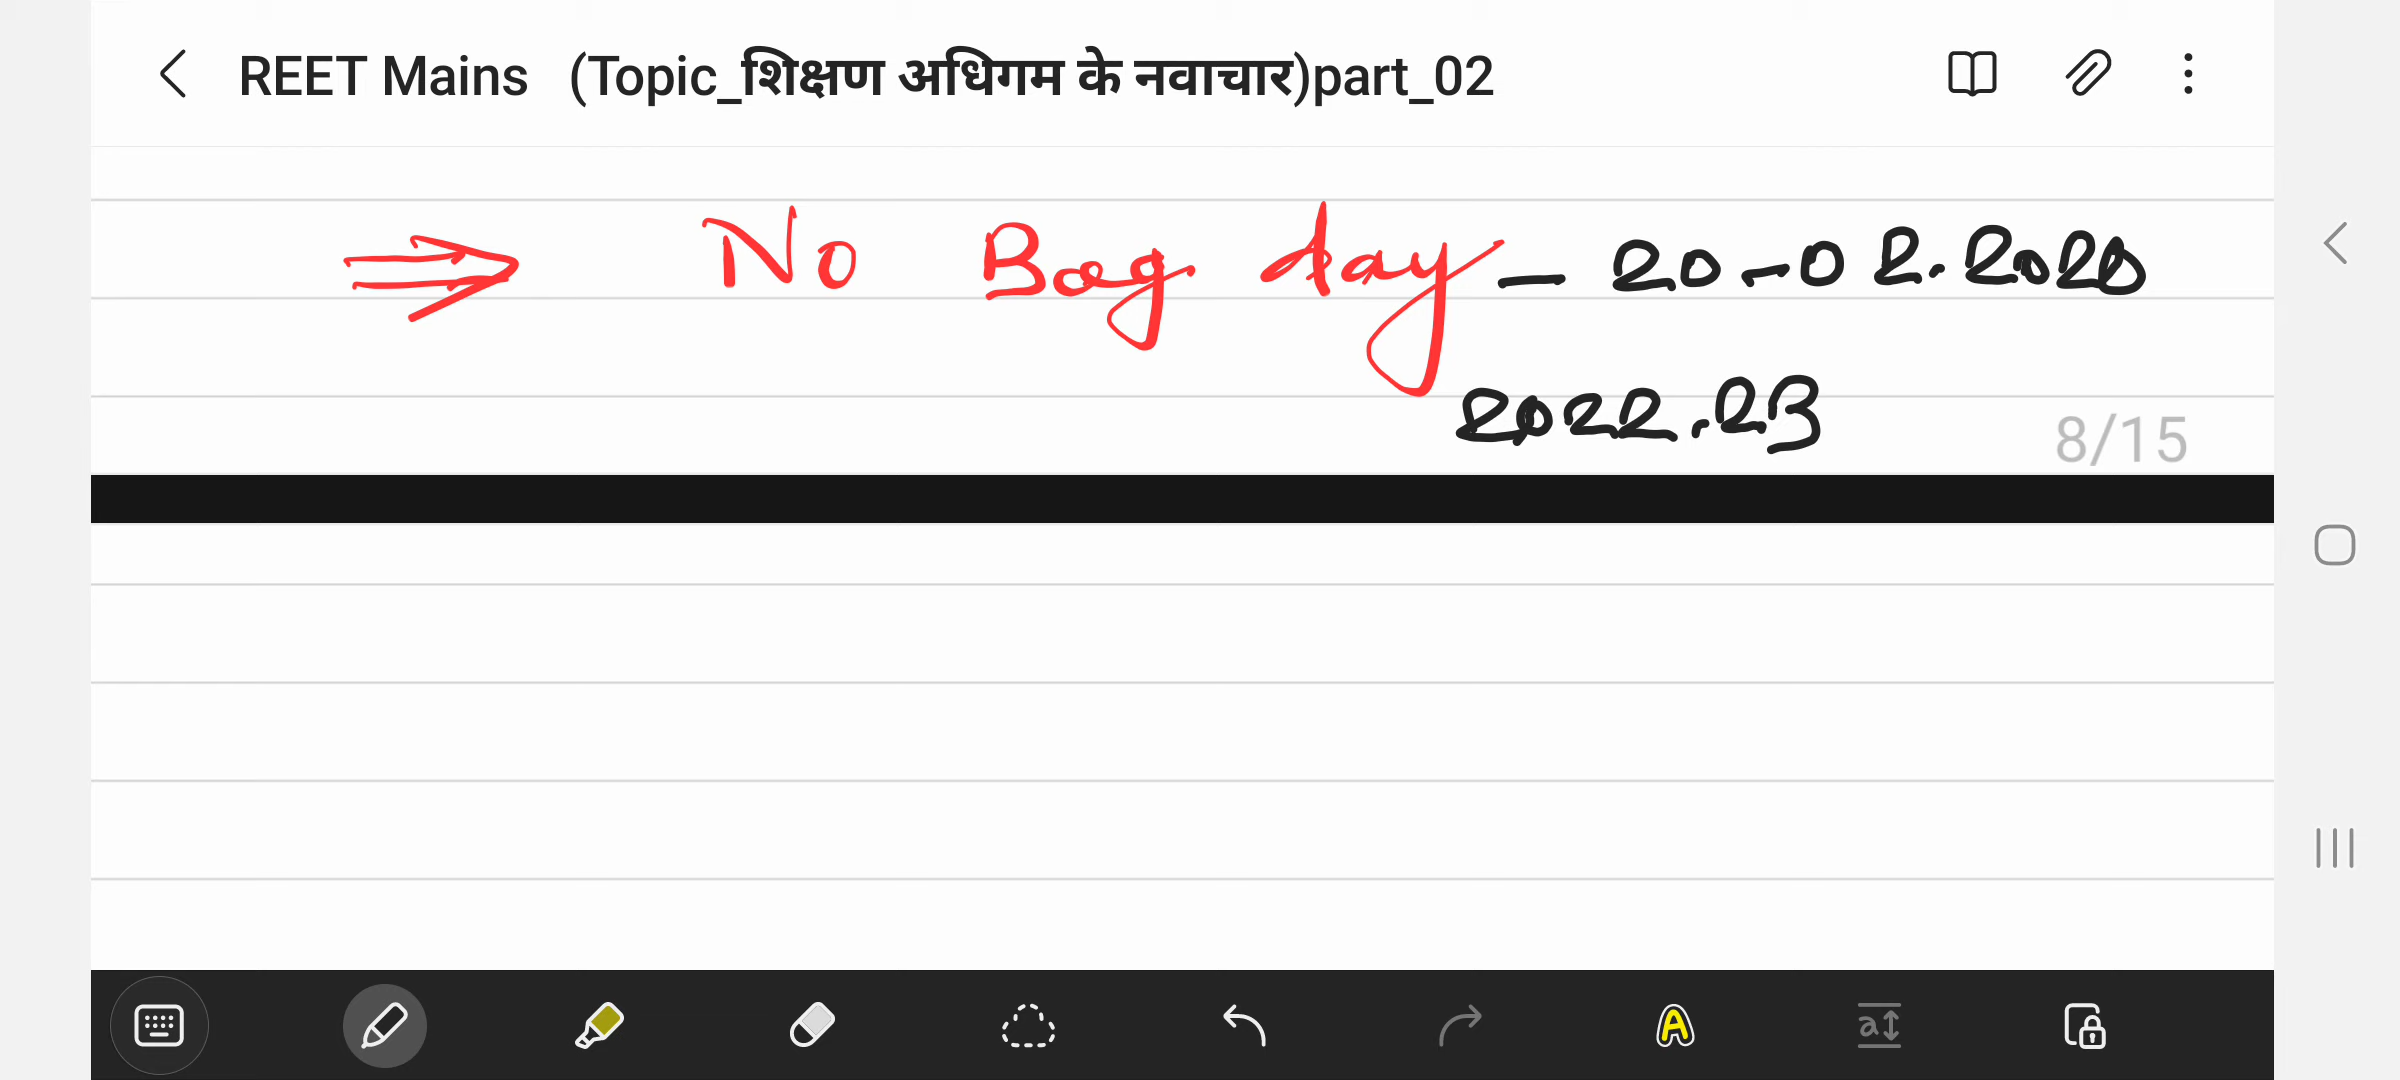 REET Mains (Topic_शिक्षण अधिगम के नवाचार)part_02
⇒ No Bag day - 20-02.2020
2022.23
8/15
A
a